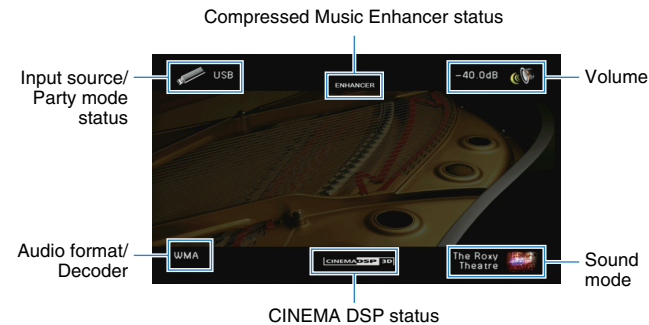 Compressed Music Enhancer status
Input source/
Party mode
status
USB
ENHANCER
-40.0dB
Volume
Audio format/
Decoder
WMA
CINEMA DSP 3D
The Roxy
Theatre
Sound
mode
CINEMA DSP status